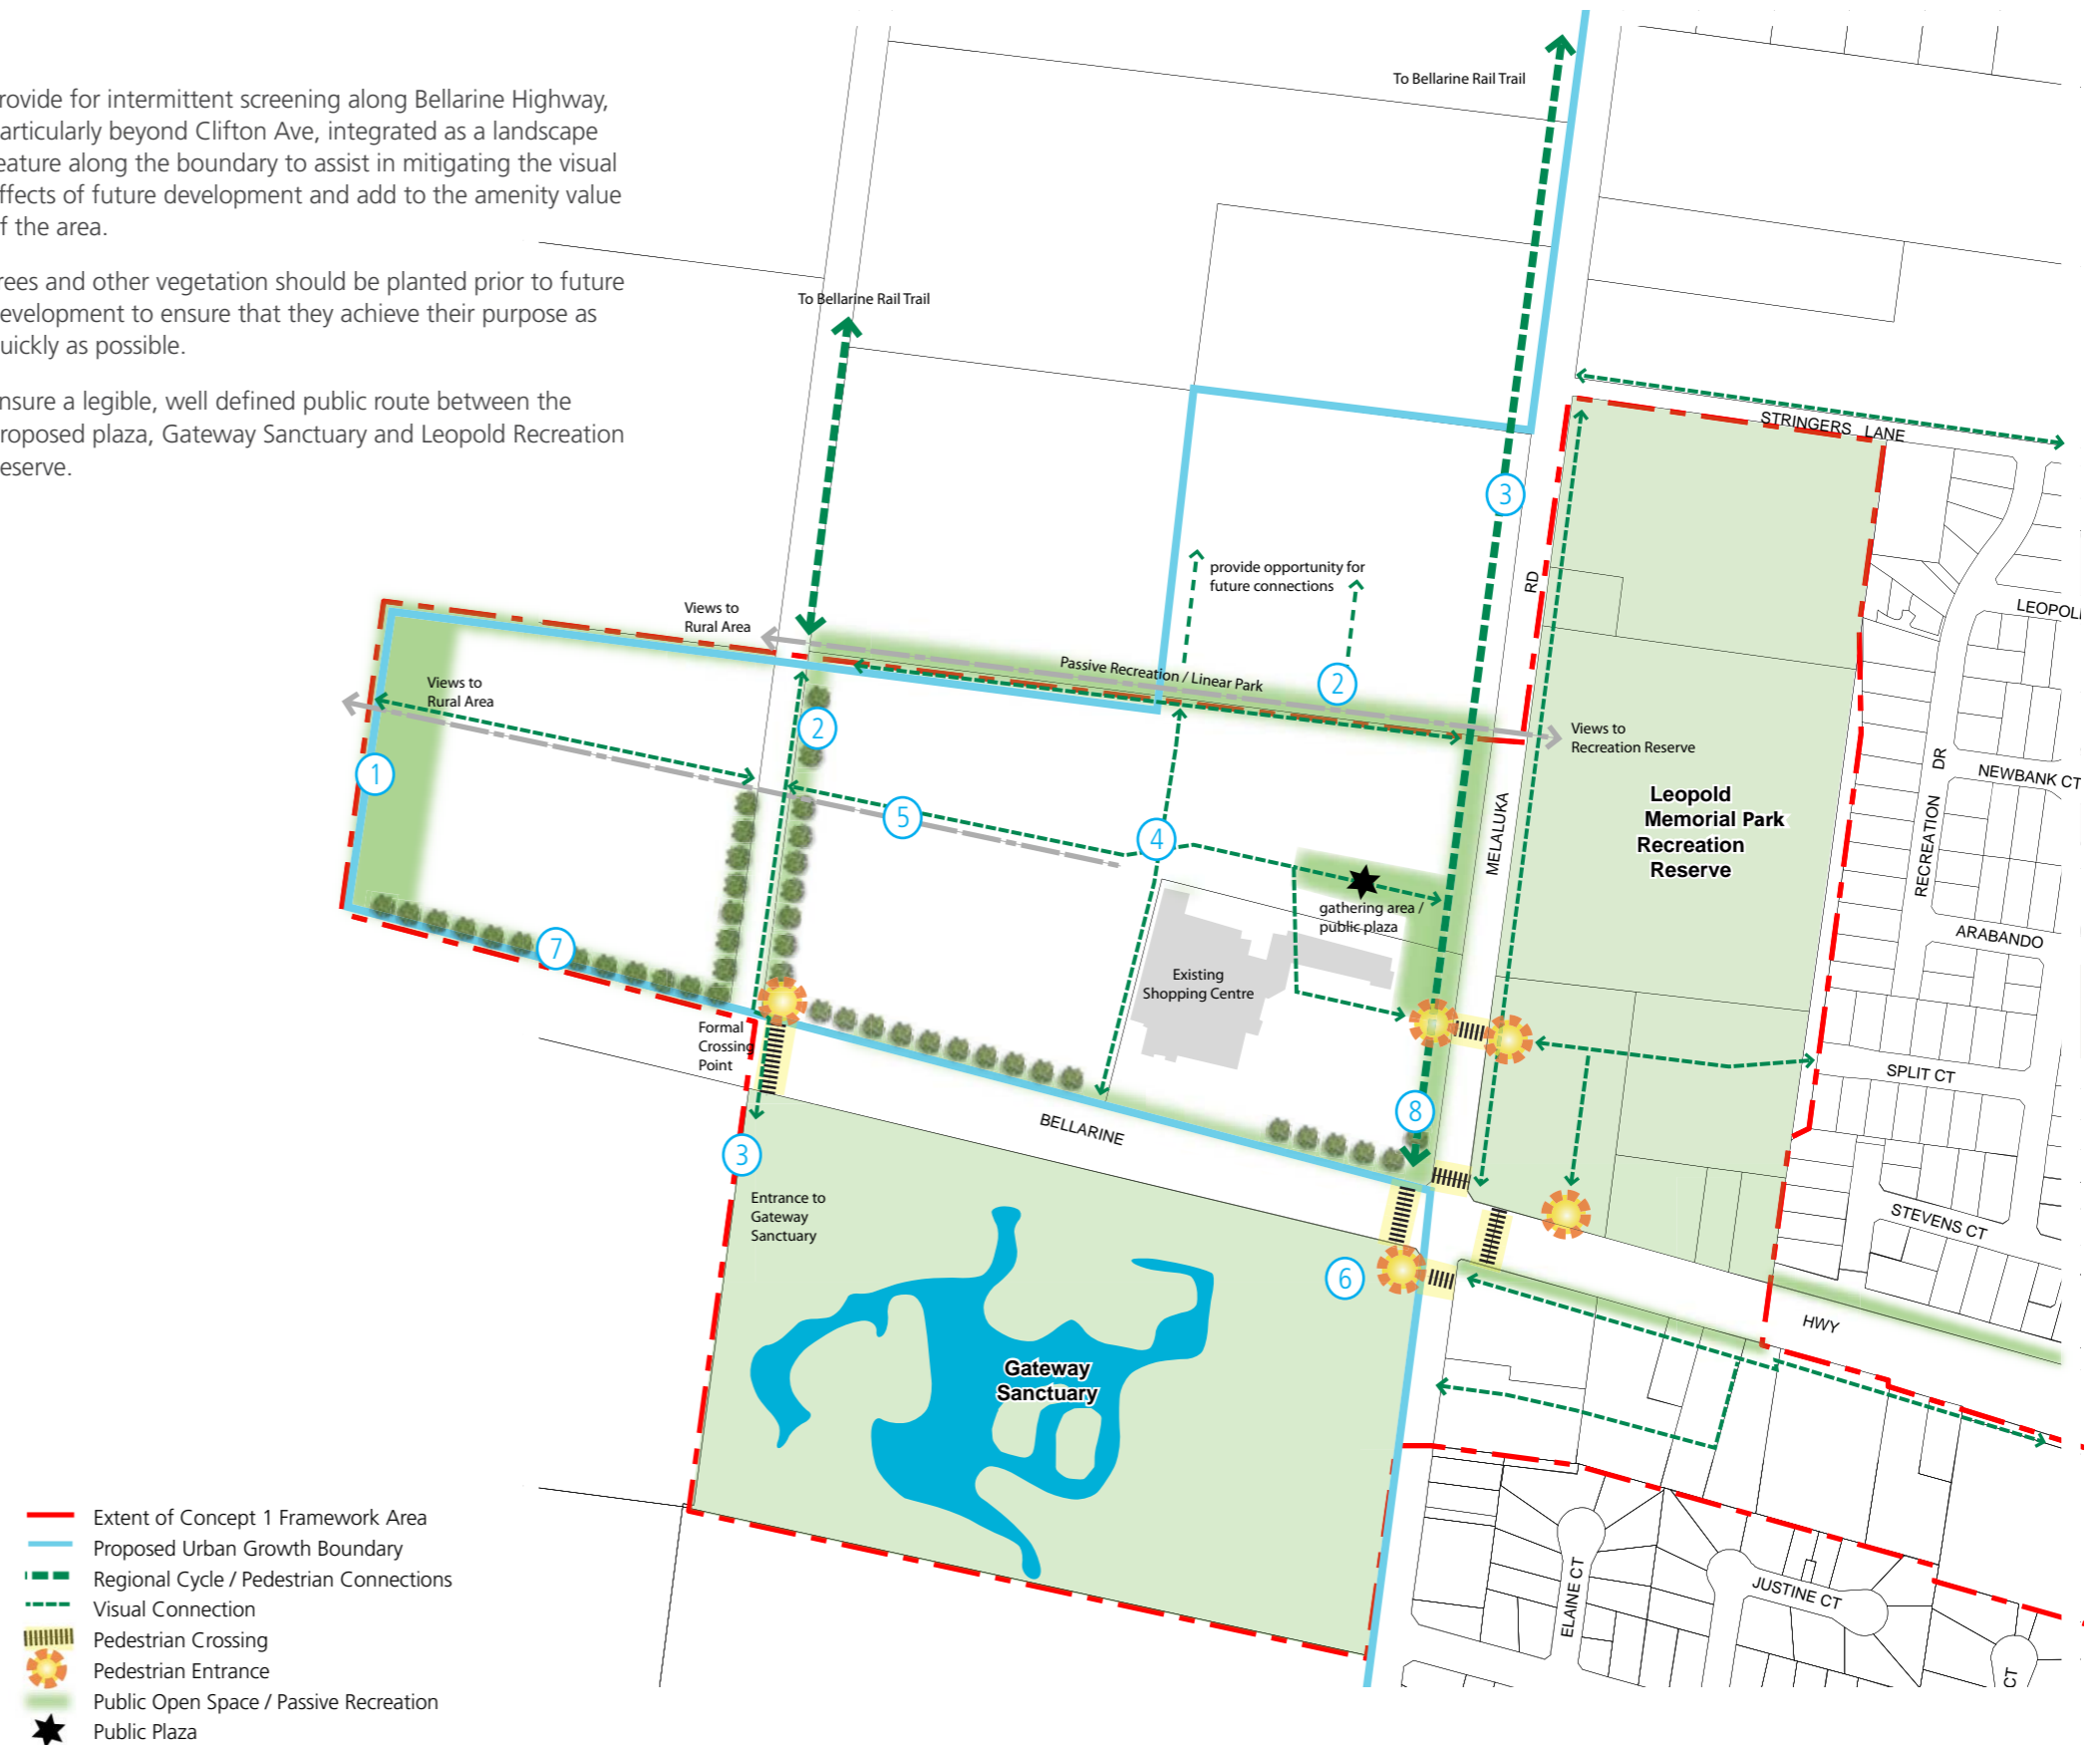 rovide for intermittent screening along Bellarine Highway,
articularly beyond Clifton Ave, integrated as a landscape
eature along the boundary to assist in mitigating the visual
ffects of future development and add to the amenity value
f the area.
rees and other vegetation should be planted prior to future
evelopment to ensure that they achieve their purpose as
uickly as possible.
nsure a legible, well defined public route between the
roposed plaza, Gateway Sanctuary and Leopold Recreation
eserve.
To Bellarine Rail Trail
To Bellarine Rail Trail
STRINGERS LANE
3
RD
provide opportunity for
future connections
LEOPOL
Views to
Rural Area
Passive Recreation / Linear Park
2
Views to
Rural Area
2
Views to
Recreation Reserve
1
DR
NEWBANK CT
Leopold
Memorial Park
Recreation
Reserve
MELALUKA
RECREATION
5
4
gathering area /
public plaza
ARABANDO
7
Existing
Shopping Centre
Formal
Crossing
Point
SPLIT CT
8
BELLARINE
3
Entrance to
Gateway
Sanctuary
STEVENS CT
6
HWY
Gateway
Sanctuary
ELAINE CT
JUSTINE CT
CT
Extent of Concept 1 Framework Area
Proposed Urban Growth Boundary
Regional Cycle / Pedestrian Connections
Visual Connection
Pedestrian Crossing
Pedestrian Entrance
Public Open Space / Passive Recreation
Public Plaza